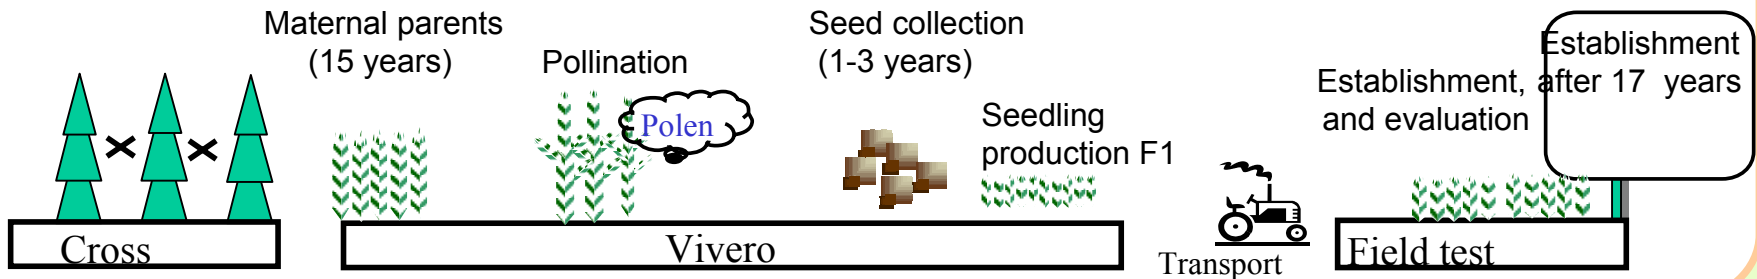 Maternal parents
(15 years)
Pollination
Polen
Seed collection
(1-3 years)
Seedling
production F1
Establishment,
and evaluation
Establishment
after 17 years
Cross
Vivero
Transport
Field test